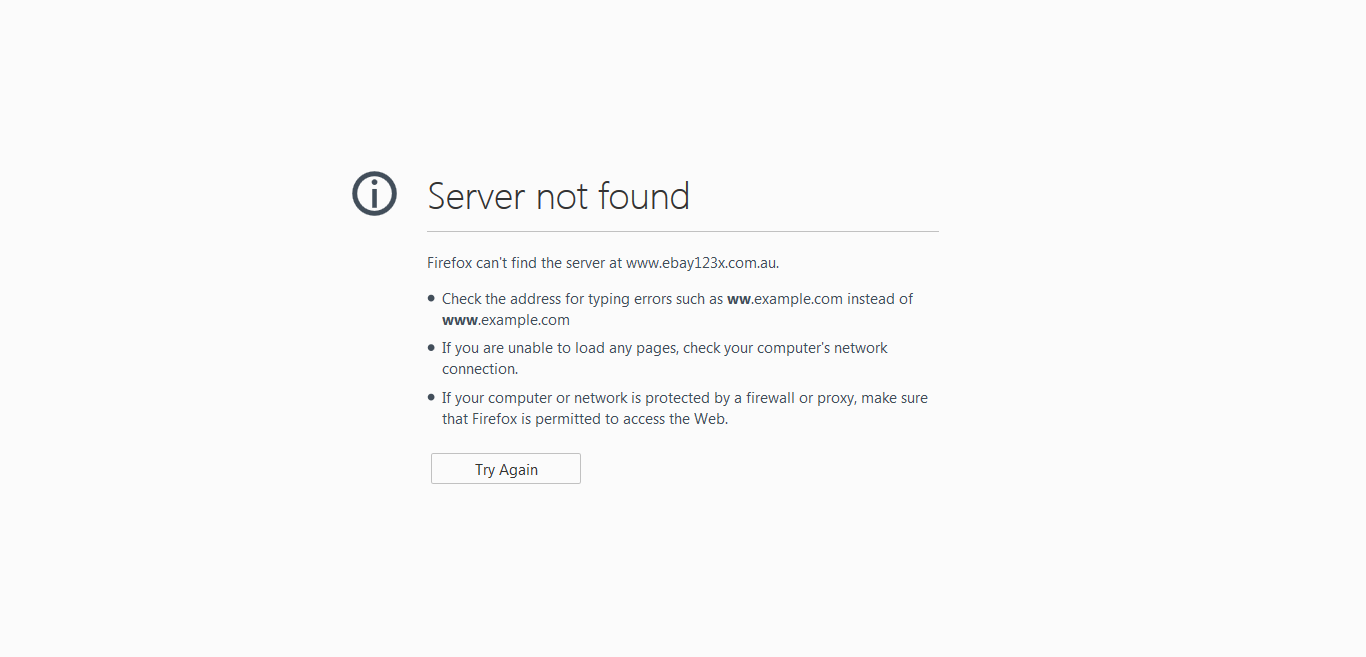 Server not found
Firefox can't find the server at www.ebay123x.com.au.
Check the address for typing errors such as ww.example.com instead of
www.example.com
If you are unable to load any pages, check your computer's network
connection.
If your computer or network is protected by a firewall or proxy, make sure
that Firefox is permitted to access the Web.
Try Again